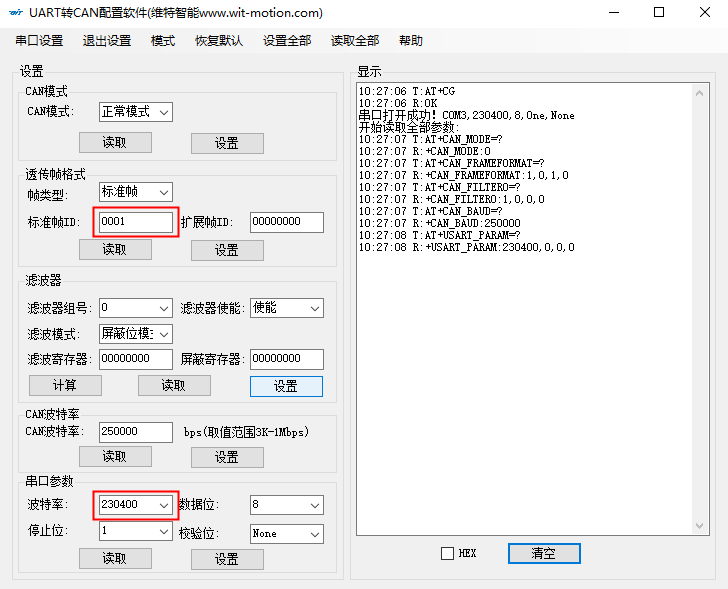 UART转CAN配置软件(维特智能www.wit-motion.com)
串口设置 退出设置 模式 恢复默认 设置全部 读取全部 帮助
设置
CAN模式
CAN模式: 正常模式
读取 设置
透传帧格式
帧类型: 标准帧
标准帧ID: 0001 扩展帧ID: 00000000
读取 设置
滤波器
滤波器组号: 0 滤波器使能: 使能
滤波模式: 屏蔽位模式
滤波寄存器: 00000000 屏蔽寄存器: 00000000
计算 读取 设置
CAN波特率
CAN波特率: 250000 bps(取值范围3K-1Mbps)
读取 设置
串口参数
波特率: 230400 数据位: 8
停止位: 1 校验位: None
读取 设置
显示
10:27:06 T:AT+CG
10:27:06 R:OK
串口打开成功! COM3,230400,8,One,None
开始读取全部参数:
10:27:07 T:AT+CAN_MODE=?
10:27:07 R:+CAN_MODE:0
10:27:07 T:AT+CAN_FRAMEFORMAT=?
10:27:07 R:+CAN_FRAMEFORMAT:1,0,1,0
10:27:07 T:AT+CAN_FILTER0=?
10:27:07 R:+CAN_FILTER0:1,0,0,0
10:27:07 T:AT+CAN_BAUD=?
10:27:07 R:+CAN_BAUD:250000
10:27:08 T:AT+USART_PARAM=?
10:27:08 R:+USART_PARAM:230400,0,0,0
HEX 清空